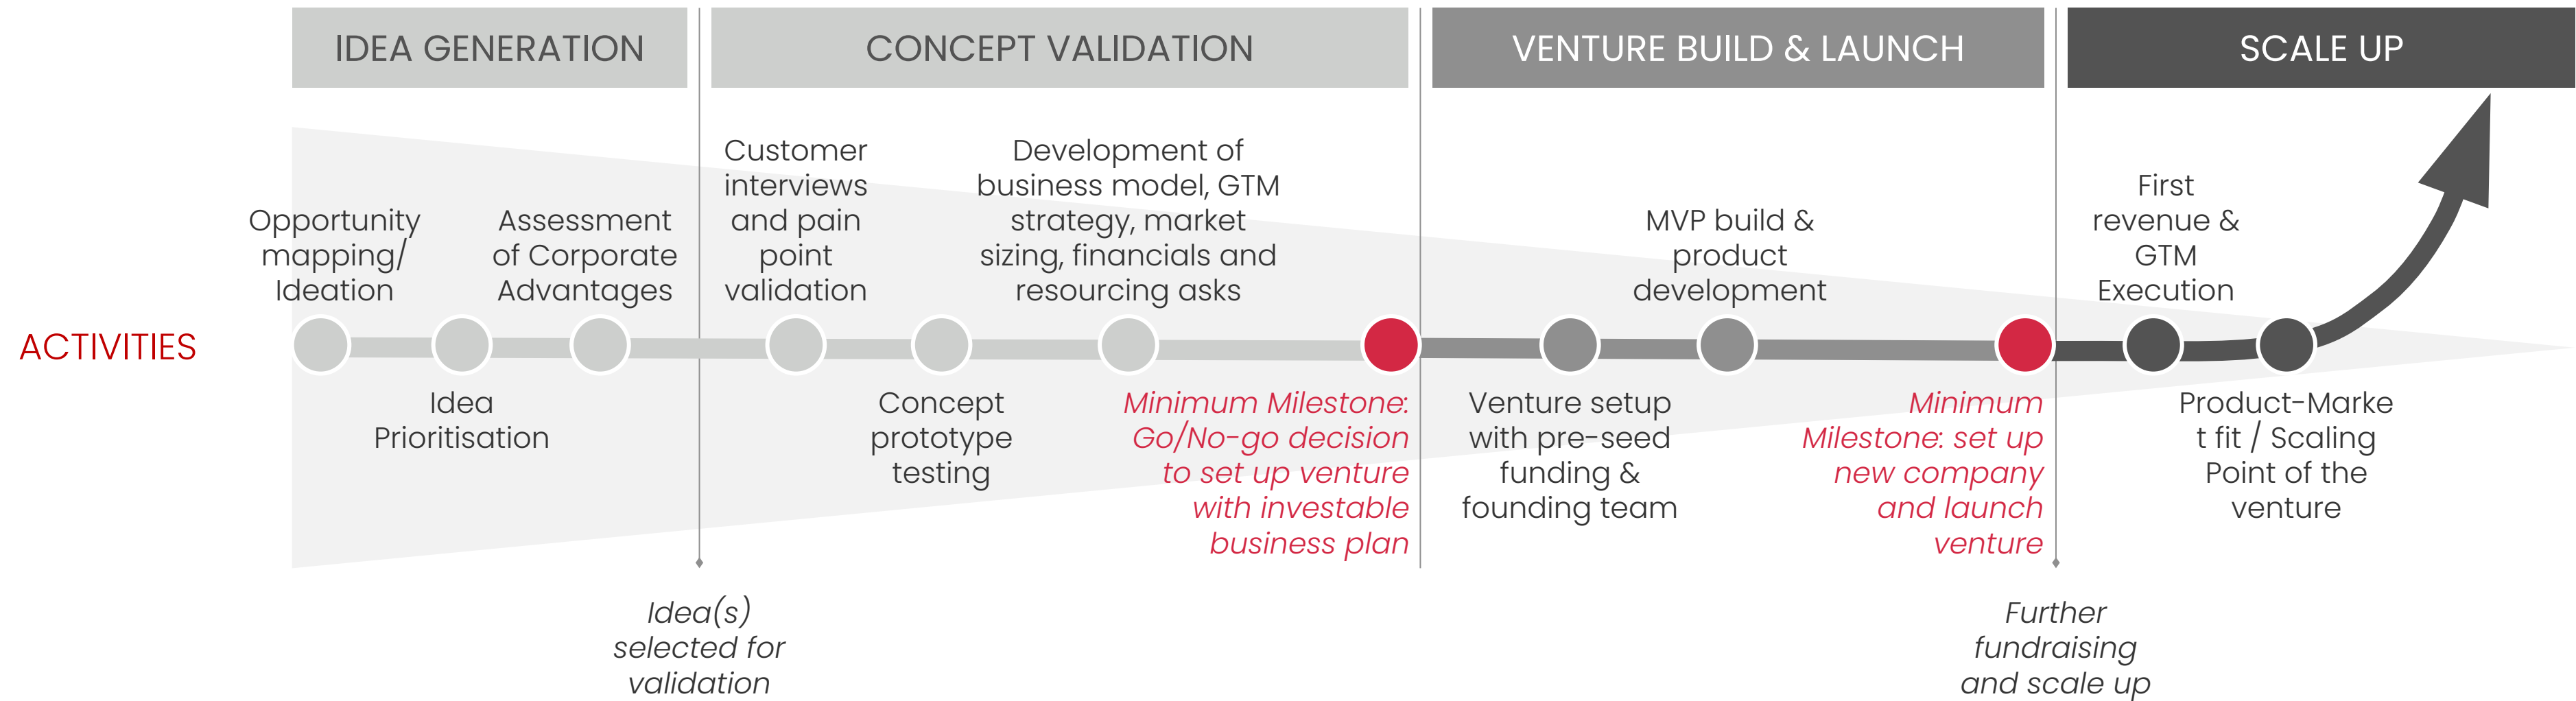 IDEA GENERATION
CONCEPT VALIDATION
VENTURE BUILD & LAUNCH
SCALE UP
ACTIVITIES
Opportunity
mapping/
Ideation
Idea
Prioritisation
Assessment
of Corporate
Advantages
Idea(s)
selected for
validation
Customer
interviews
and pain
point
validation
Concept
prototype
testing
Development of
business model, GTM
strategy, market
sizing, financials and
resourcing asks
Minimum Milestone:
Go/No-go decision
to set up venture
with investable
business plan
Venture setup
with pre-seed
funding &
founding team
MVP build &
product
development
Minimum
Milestone: set up
new company
and launch
venture
Further
fundraising
and scale up
First
revenue &
GTM
Execution
Product-Marke
t fit / Scaling
Point of the
venture